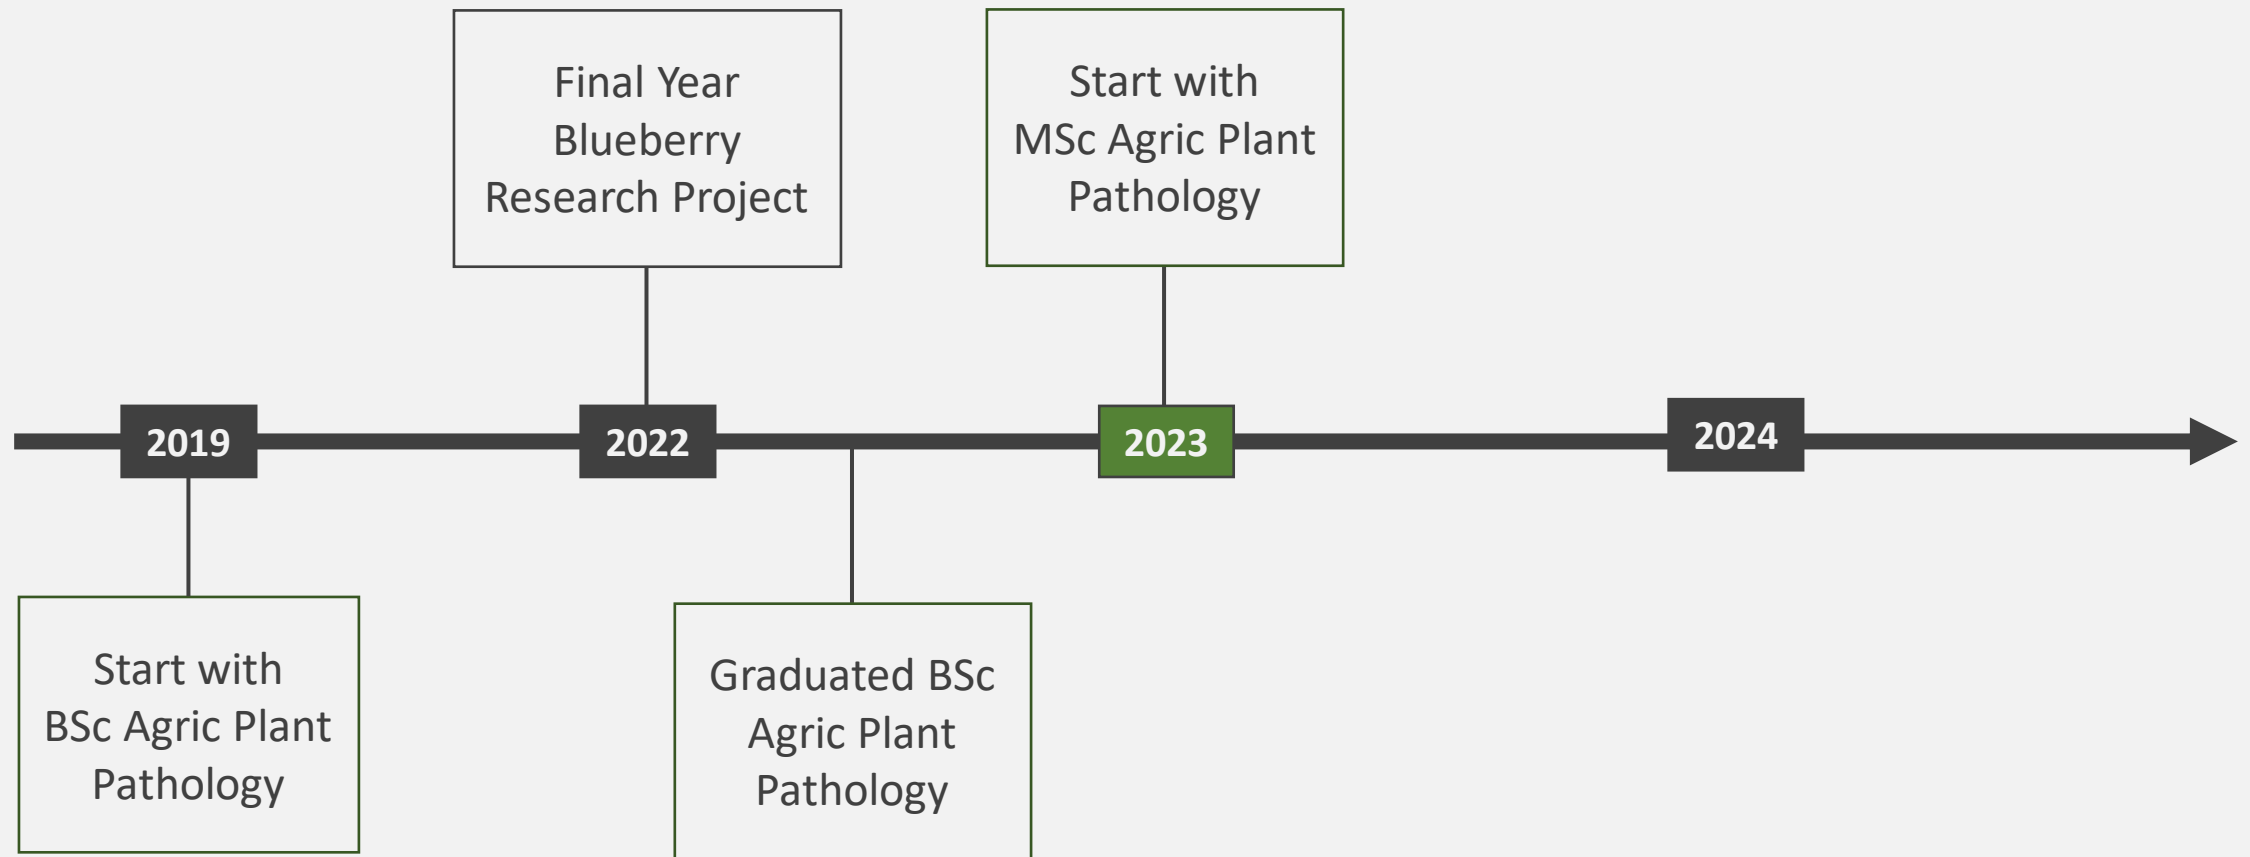 Final Year
Blueberry
Research Project
Start with
MSc Agric Plant
Pathology
2019
2022
2023
2024
Start with
BSc Agric Plant
Pathology
Graduated BSc
Agric Plant
Pathology